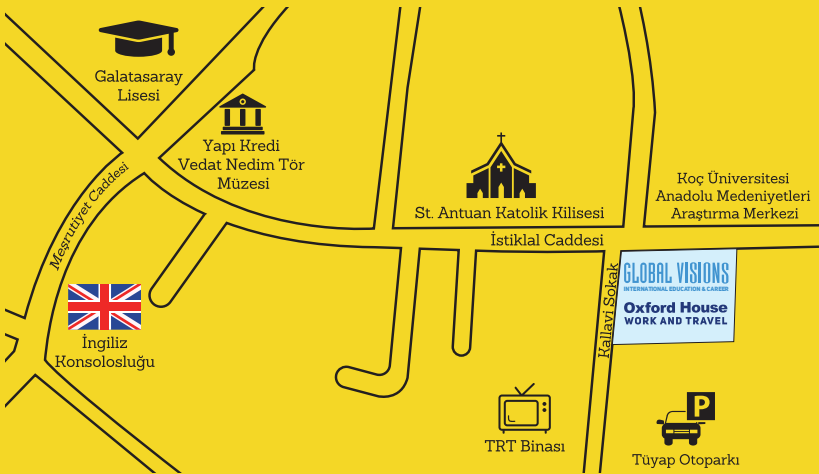 Galatasaray
Lisesi
Yapı Kredi
Vedat Nedim Tör
Müzesi
Meşrutiyet Caddesi
St. Antuan Katolik Kilisesi
Koç Üniversitesi
Anadolu Medeniyetleri
Araştırma Merkezi
İstiklal Caddesi
Kallavi Sokak
GLOBAL VISIONS
INTERNATIONAL EDUCATION & CAREER
Oxford House
WORK AND TRAVEL
İngiliz
Konsolosluğu
TRT Binası
P
Tüyap Otoparkı